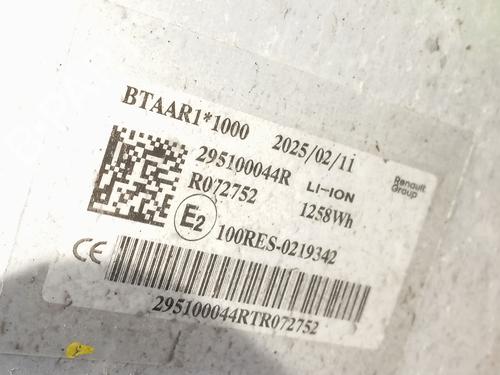 BTAAR1*1000 2025/02/11
295100044R LI-ION Renault
R072752 1258Wh Group
E2 100RES-0219342
CE
295100044RTR072752